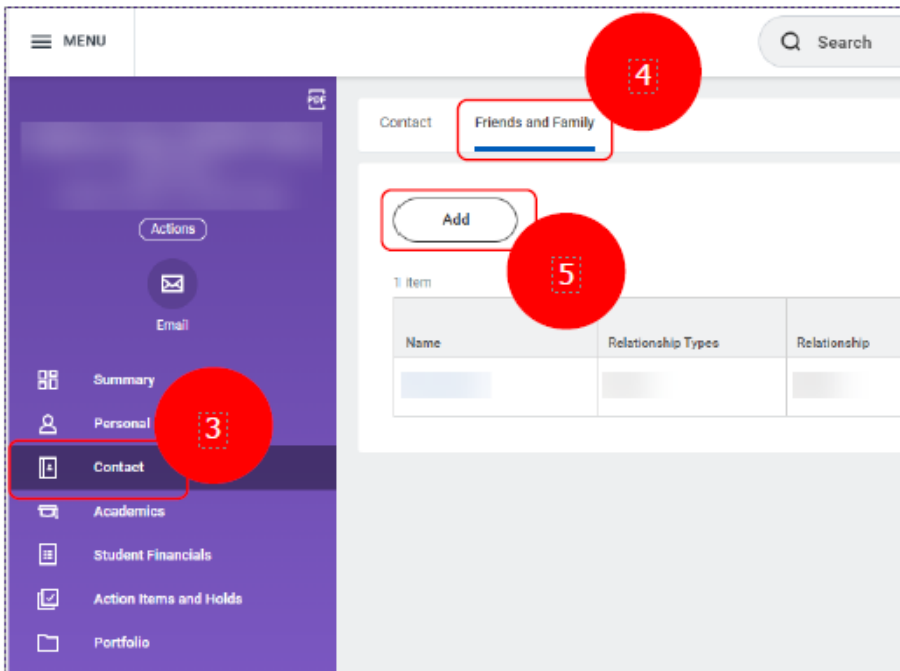 MENU
Search
4
PDF
Contact
Friends and Family
Actions
Add
5
1 item
Email
Name
Relationship Types
Relationship
Summary
Personal
3
Contact
Academics
Student Financials
Action Items and Holds
Portfolio